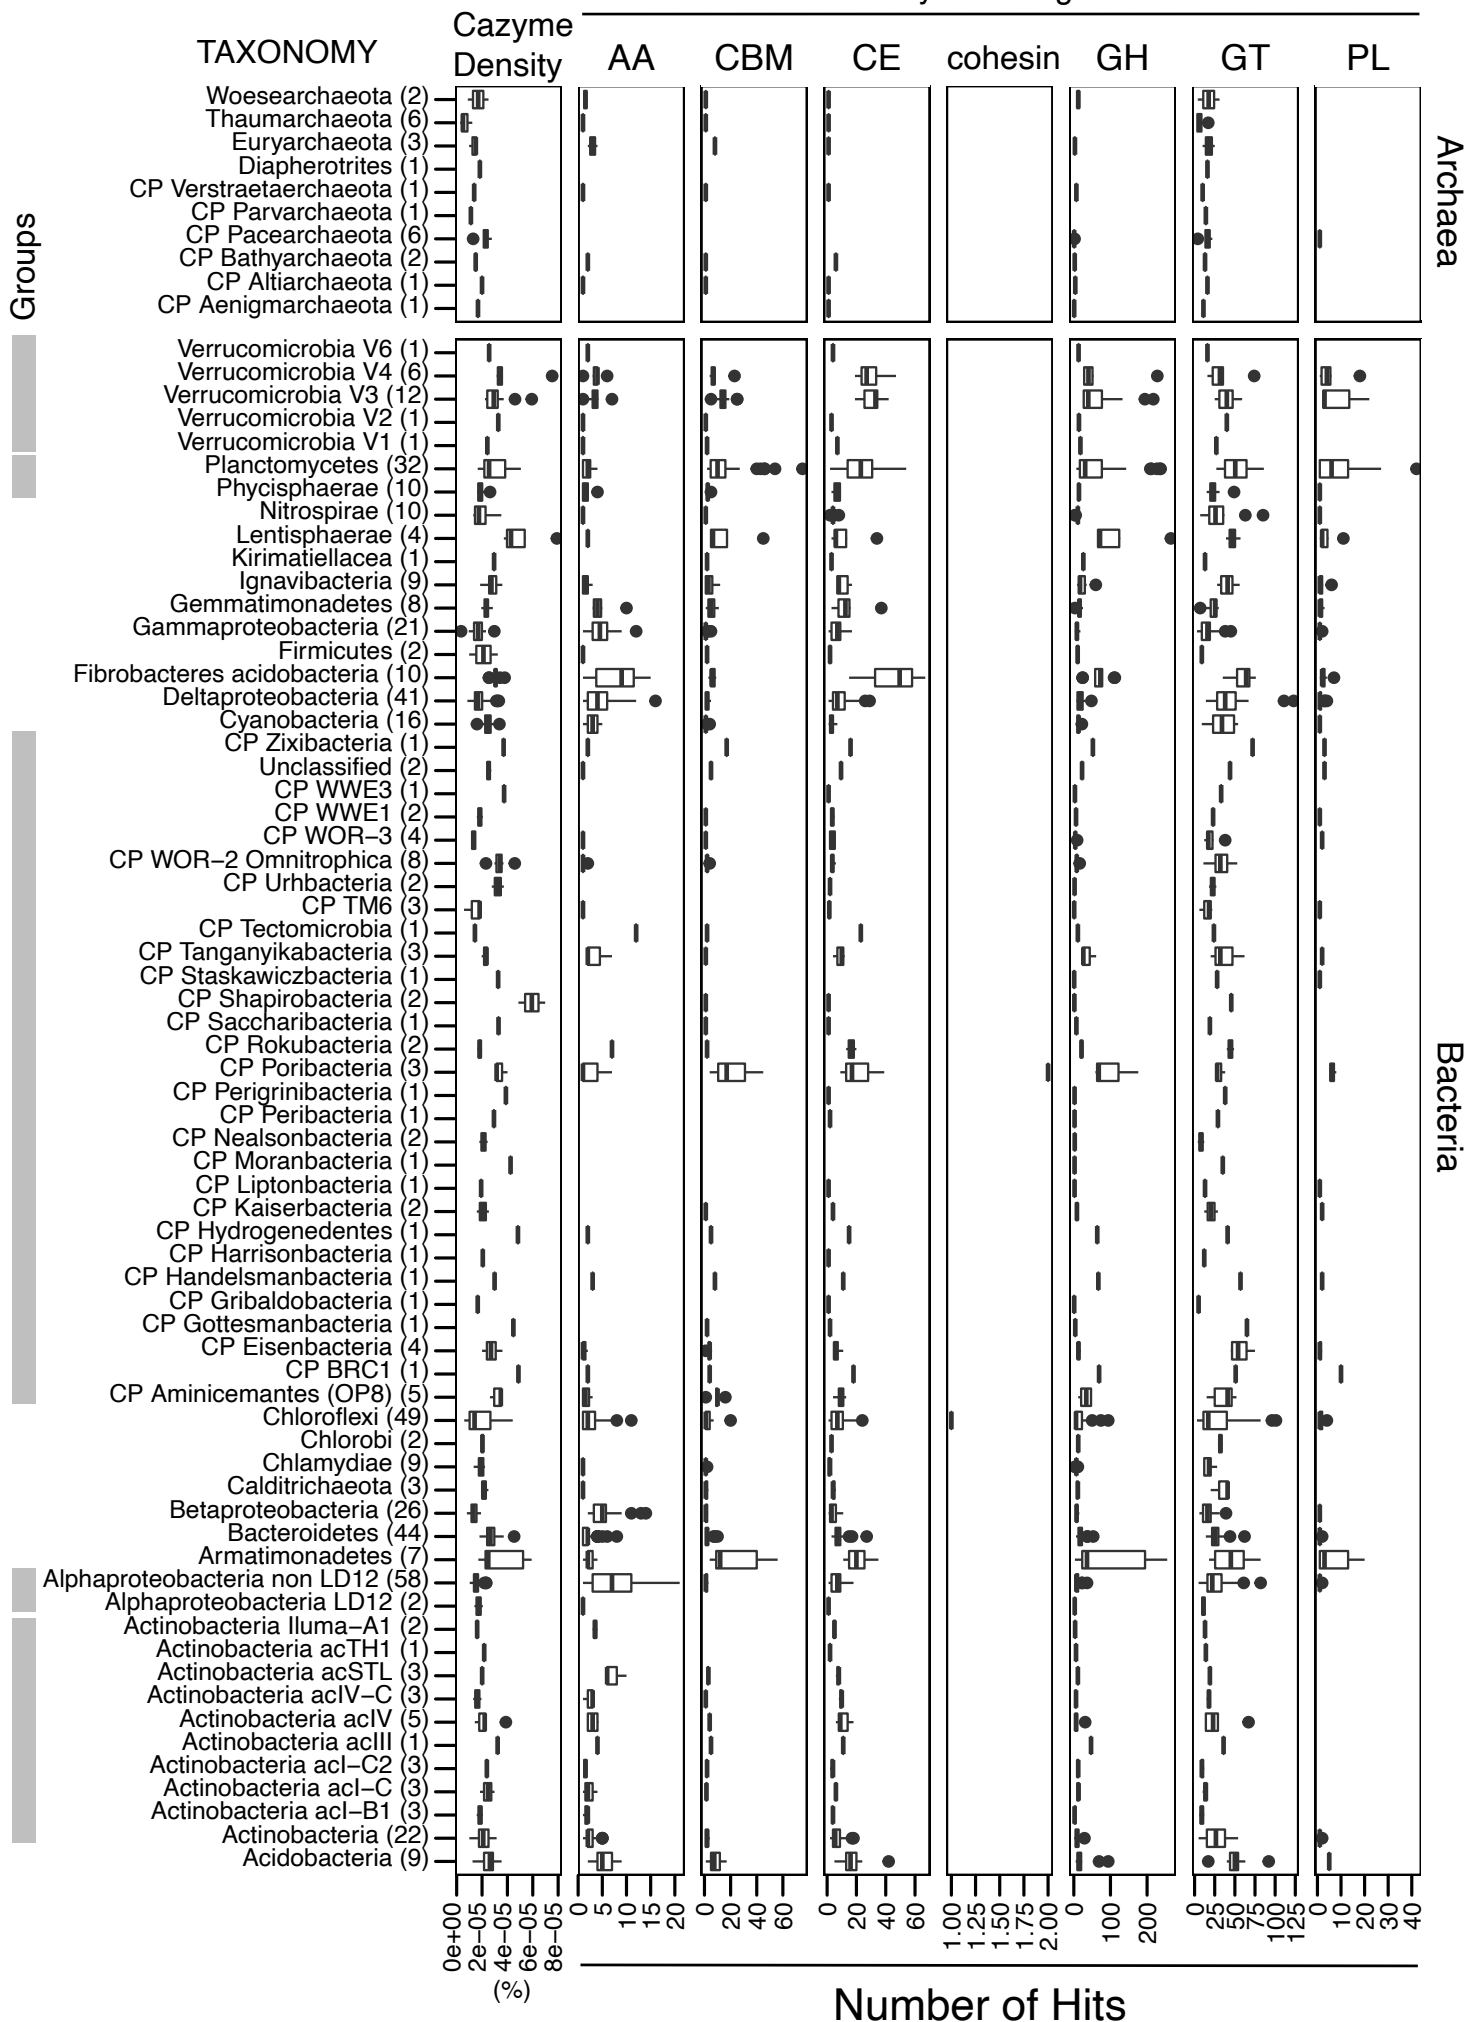 Cazyme
Density
TAXONOMY
AA
CBM
CE
cohesin
GH
GT
PL
Woesearchaeota (2)
Thaumarchaeota (6)
Euryarchaeota (3)
Diapherotrites (1)
CP Verstraetaerchaeota (1)
CP Parvarchaeota (1)
CP Pacearchaeota (6)
CP Bathyarchaeota (2)
CP Altiarchaeota (1)
CP Aenigmarchaeota (1)
Archaea
Groups
Verrucomicrobia V6 (1)
Verrucomicrobia V4 (6)
Verrucomicrobia V3 (12)
Verrucomicrobia V2 (1)
Verrucomicrobia V1 (1)
Planctomycetes (32)
Phycisphaerae (10)
Nitrospirae (10)
Lentisphaerae (4)
Kirimatiellacea (1)
Ignavibacteria (9)
Gemmatimonadetes (8)
Gammaproteobacteria (21)
Firmicutes (2)
Fibrobacteres acidobacteria (10)
Deltaproteobacteria (41)
Cyanobacteria (16)
CP Zixibacteria (1)
Unclassified (2)
CP WWE3 (1)
CP WWE1 (2)
CP WOR−3 (4)
CP WOR−2 Omnitrophica (8)
CP Urhbacteria (2)
CP TM6 (3)
CP Tectomicrobia (1)
CP Tanganyikabacteria (3)
CP Staskawiczbacteria (1)
CP Shapirobacteria (2)
CP Saccharibacteria (1)
CP Rokubacteria (2)
CP Poribacteria (3)
CP Perigrinibacteria (1)
CP Peribacteria (1)
CP Nealsonbacteria (2)
CP Moranbacteria (1)
CP Liptonbacteria (1)
CP Kaiserbacteria (2)
CP Hydrogenedentes (1)
CP Harrisonbacteria (1)
CP Handelsmanbacteria (1)
CP Gribaldobacteria (1)
CP Gottesmanbacteria (1)
CP Eisenbacteria (4)
CP BRC1 (1)
CP Aminicemantes (OP8) (5)
Chloroflexi (49)
Chlorobi (2)
Chlamydiae (9)
Calditrichaeota (3)
Betaproteobacteria (26)
Bacteroidetes (44)
Armatimonadetes (7)
Alphaproteobacteria non LD12 (58)
Alphaproteobacteria LD12 (2)
Actinobacteria Iluma−A1 (2)
Actinobacteria acTH1 (1)
Actinobacteria acSTL (3)
Actinobacteria acIV−C (3)
Actinobacteria acIV (5)
Actinobacteria acIII (1)
Actinobacteria acI−C2 (3)
Actinobacteria acI−C (3)
Actinobacteria acI−B1 (3)
Actinobacteria (22)
Acidobacteria (9)
Bacteria
0e+00 2e−05 4e−05 6e−05 8e−05
0 5 10 15 20
0 20 40 60
0 20 40 60
1.00 1.25 1.50 1.75 2.00
0 100 200
0 25 50 75 100 125
0 10 20 30 40
(%)
Number of Hits